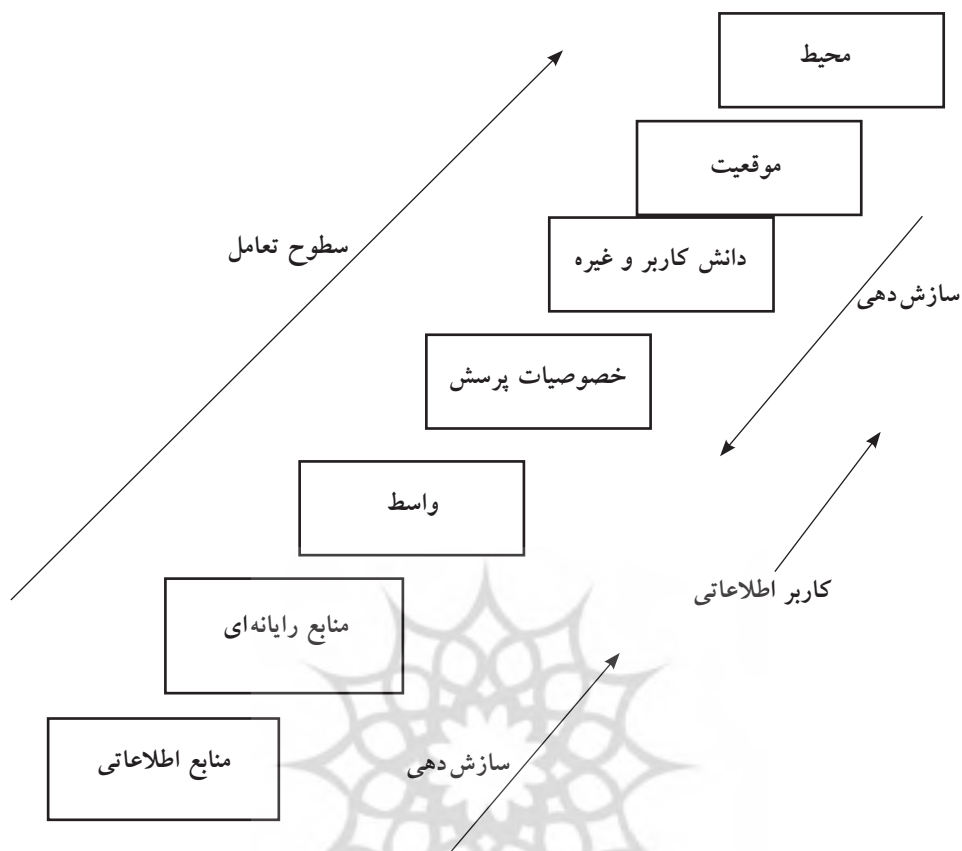 محیط
موقعیت
سطوح تعامل
دانش کاربر و غیره
سازش‌دهی
خصوصیات پرسش
واسط
کاربر اطلاعاتی
منابع رایانه‌ای
منابع اطلاعاتی
سازش‌دهی